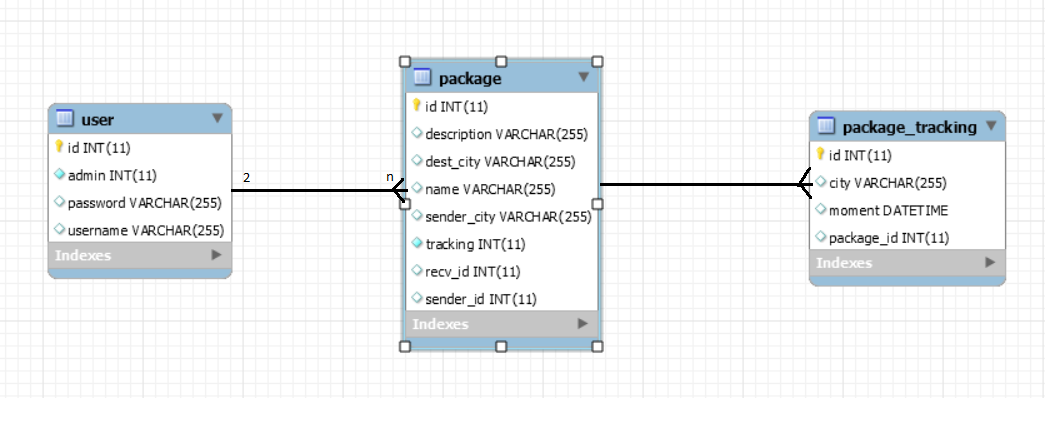 user
id INT(11)
admin INT(11)
password VARCHAR(255)
username VARCHAR(255)
Indexes
2
n
package
id INT(11)
description VARCHAR(255)
dest_city VARCHAR(255)
name VARCHAR(255)
sender_city VARCHAR(255)
tracking INT(11)
recv_id INT(11)
sender_id INT(11)
Indexes
package_tracking
id INT(11)
city VARCHAR(255)
moment DATETIME
package_id INT(11)
Indexes